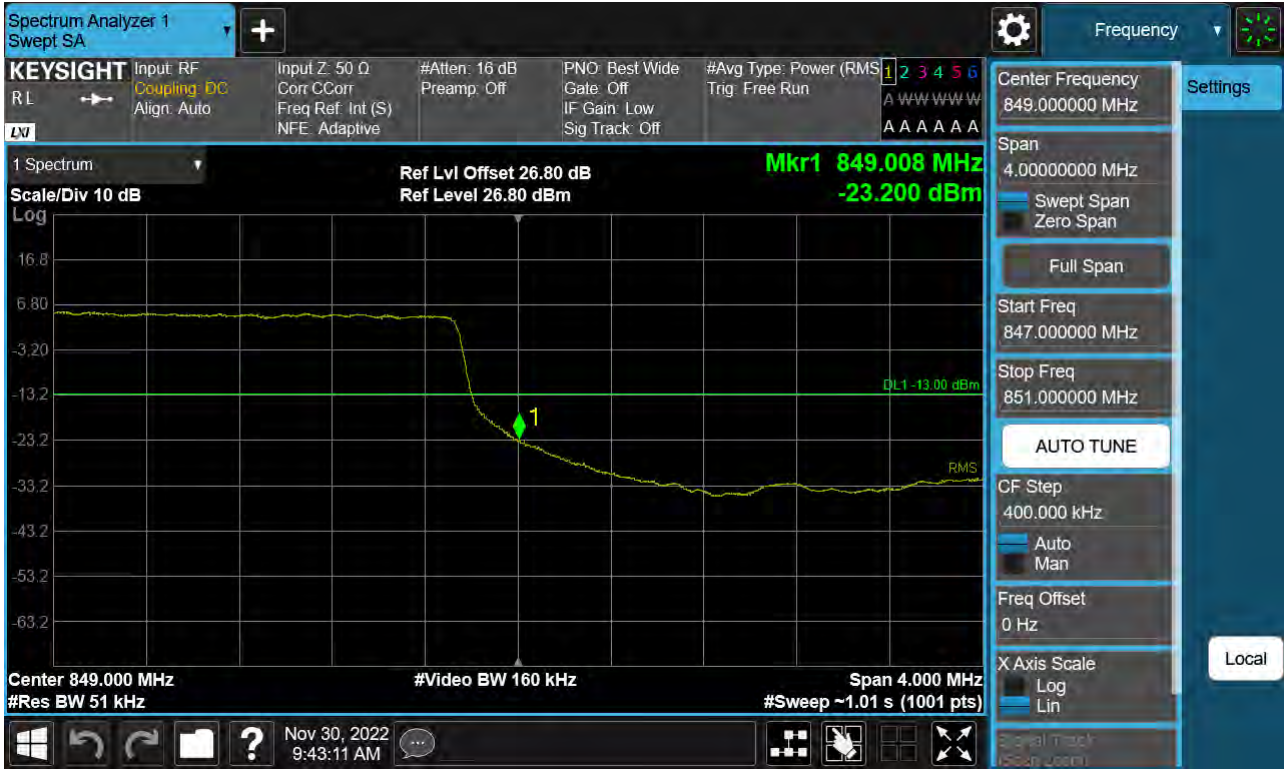 Spectrum Analyzer 1
Swept SA
+
Frequency
KEYSIGHT
R L
LXI
Input: RF
Coupling: DC
Align: Auto
Input Z: 50 Ω
Corr CCorr
Freq Ref: Int (S)
NFE: Adaptive
#Atten: 16 dB
Preamp: Off
PNO: Best Wide
Gate: Off
IF Gain: Low
Sig Track: Off
#Avg Type: Power (RMS
Trig: Free Run
1 2 3 4 5 6
A W W W W W
A A A A A A
1 Spectrum
Scale/Div 10 dB
Log
Ref Lvl Offset 26.80 dB
Ref Level 26.80 dBm
Mkr1 849.008 MHz
-23.200 dBm
16.8
6.80
-3.20
-13.2
-23.2
-33.2
-43.2
-53.2
-63.2
DL1 -13.00 dBm
1
RMS
Center 849.000 MHz
#Res BW 51 kHz
#Video BW 160 kHz
Span 4.000 MHz
#Sweep ~1.01 s (1001 pts)
Center Frequency
849.000000 MHz
Span
4.00000000 MHz
Swept Span
Zero Span
Full Span
Start Freq
847.000000 MHz
Stop Freq
851.000000 MHz
AUTO TUNE
CF Step
400.000 kHz
Auto
Man
Freq Offset
0 Hz
X Axis Scale
Log
Lin
Signal Track
(Span Zoom)
Settings
Local
?
Nov 30, 2022
9:43:11 AM